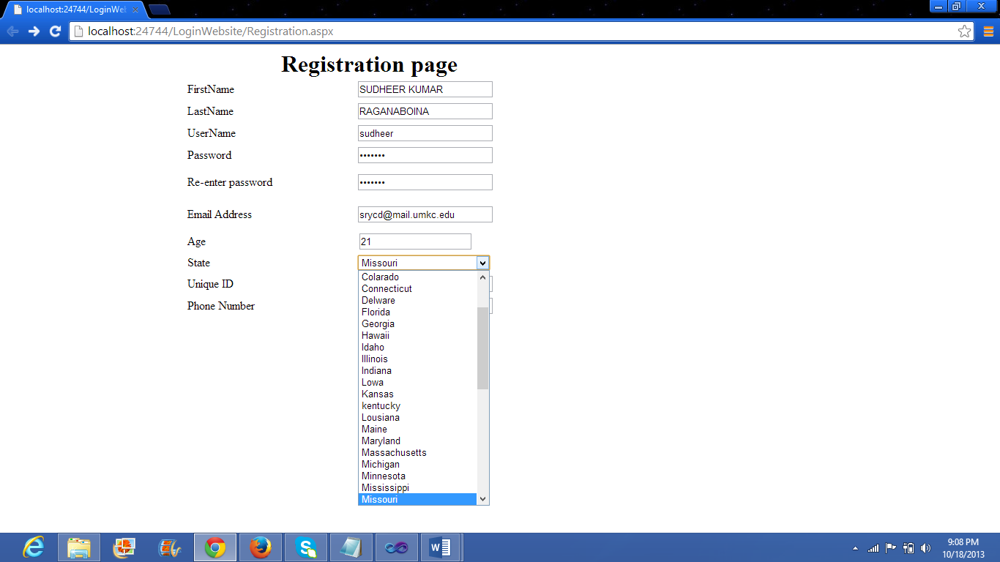 localhost:24744/LoginWeb
localhost:24744/LoginWebsite/Registration.aspx
Registration page
FirstName SUDHEER KUMAR
LastName RAGANABOINA
UserName sudheer
Password •••••••
Re-enter password •••••••
Email Address srycd@mail.umkc.edu
Age 21
State Missouri
Unique ID
Phone Number
Colarado
Connecticut
Delware
Florida
Georgia
Hawaii
Idaho
Illinois
Indiana
Lowa
Kansas
kentucky
Lousiana
Maine
Maryland
Massachusetts
Michigan
Minnesota
Mississippi
Missouri
9:08 PM
10/18/2013